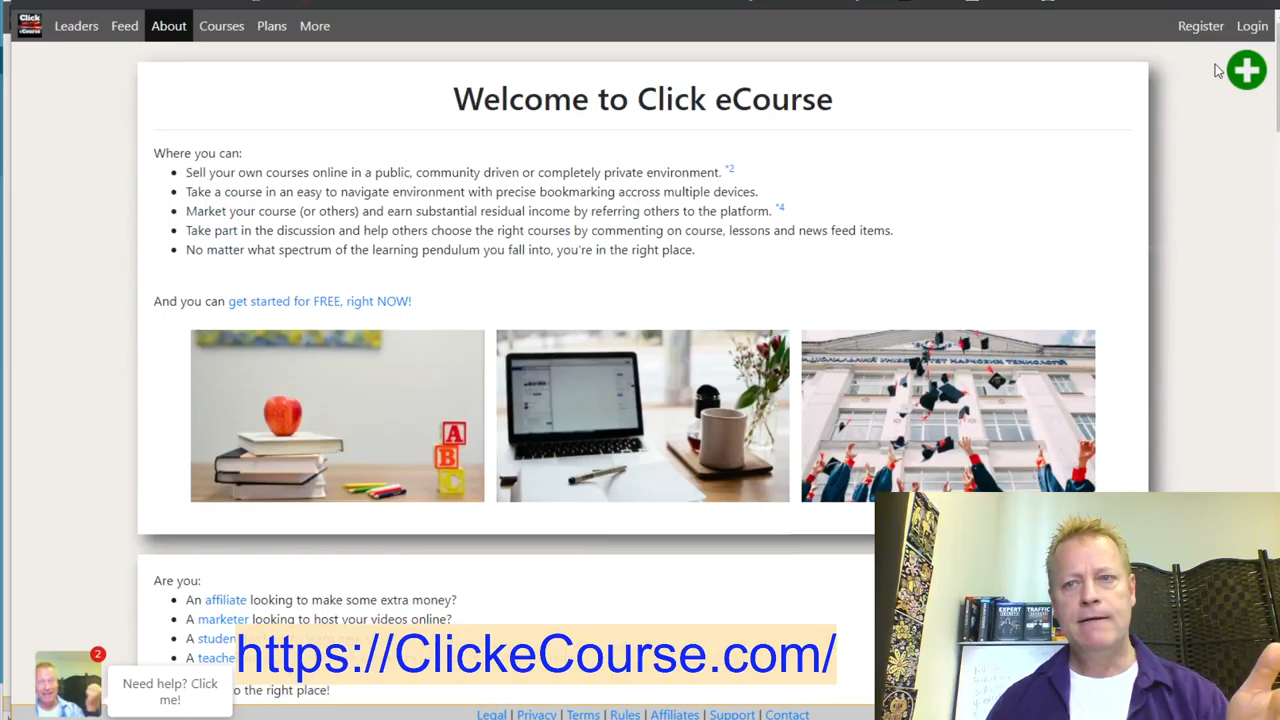 Click
eCourse
Leaders
Feed
About
Courses
Plans
More
Register
Login
Welcome to Click eCourse
Where you can:
• Sell your own courses online in a public, community driven or completely private environment. *2
• Take a course in an easy to navigate environment with precise bookmarking accross multiple devices.
• Market your course (or others) and earn substantial residual income by referring others to the platform. *4
• Take part in the discussion and help others choose the right courses by commenting on course, lessons and news feed items.
• No matter what spectrum of the learning pendulum you fall into, you're in the right place.
And you can get started for FREE, right NOW!
A
B
C
EXPERT
TRAFFIC
Are you:
• An affiliate looking to make some extra money?
• A marketer looking to host your videos online?
• A studen
• A teache
https://ClickeCourse.com/
o the right place!
2
Need help? Click
me!
Legal | Privacy | Terms | Rules | Affiliates | Support | Contact